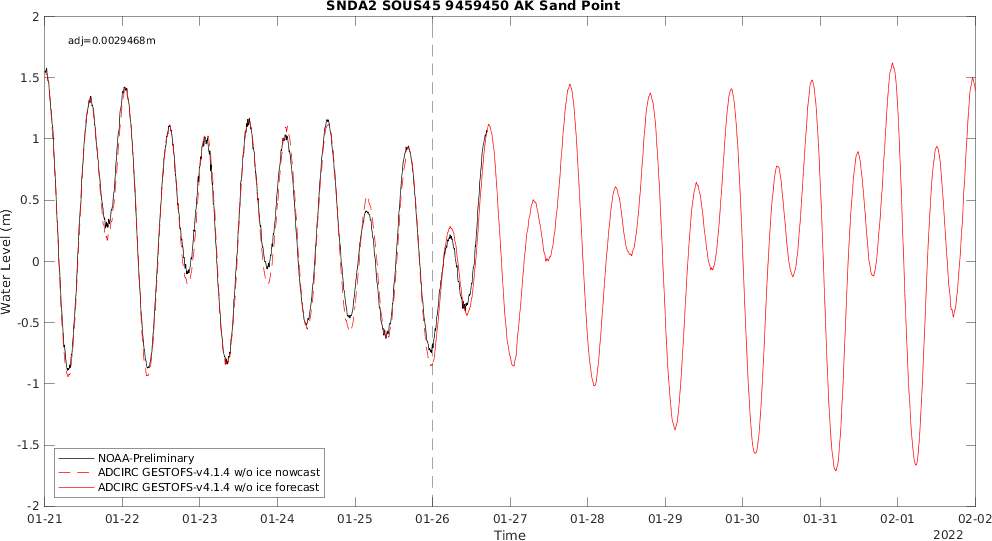 SNDA2 SOUS45 9459450 AK Sand Point
adj=0.0029468m
Water Level (m)
2
1.5
1
0.5
0
-0.5
-1
-1.5
-2
NOAA-Preliminary
ADCIRC GESTOFS-v4.1.4 w/o ice nowcast
ADCIRC GESTOFS-v4.1.4 w/o ice forecast
01-21 01-22 01-23 01-24 01-25 01-26 01-27 01-28 01-29 01-30 01-31 02-01 02-02
Time
2022